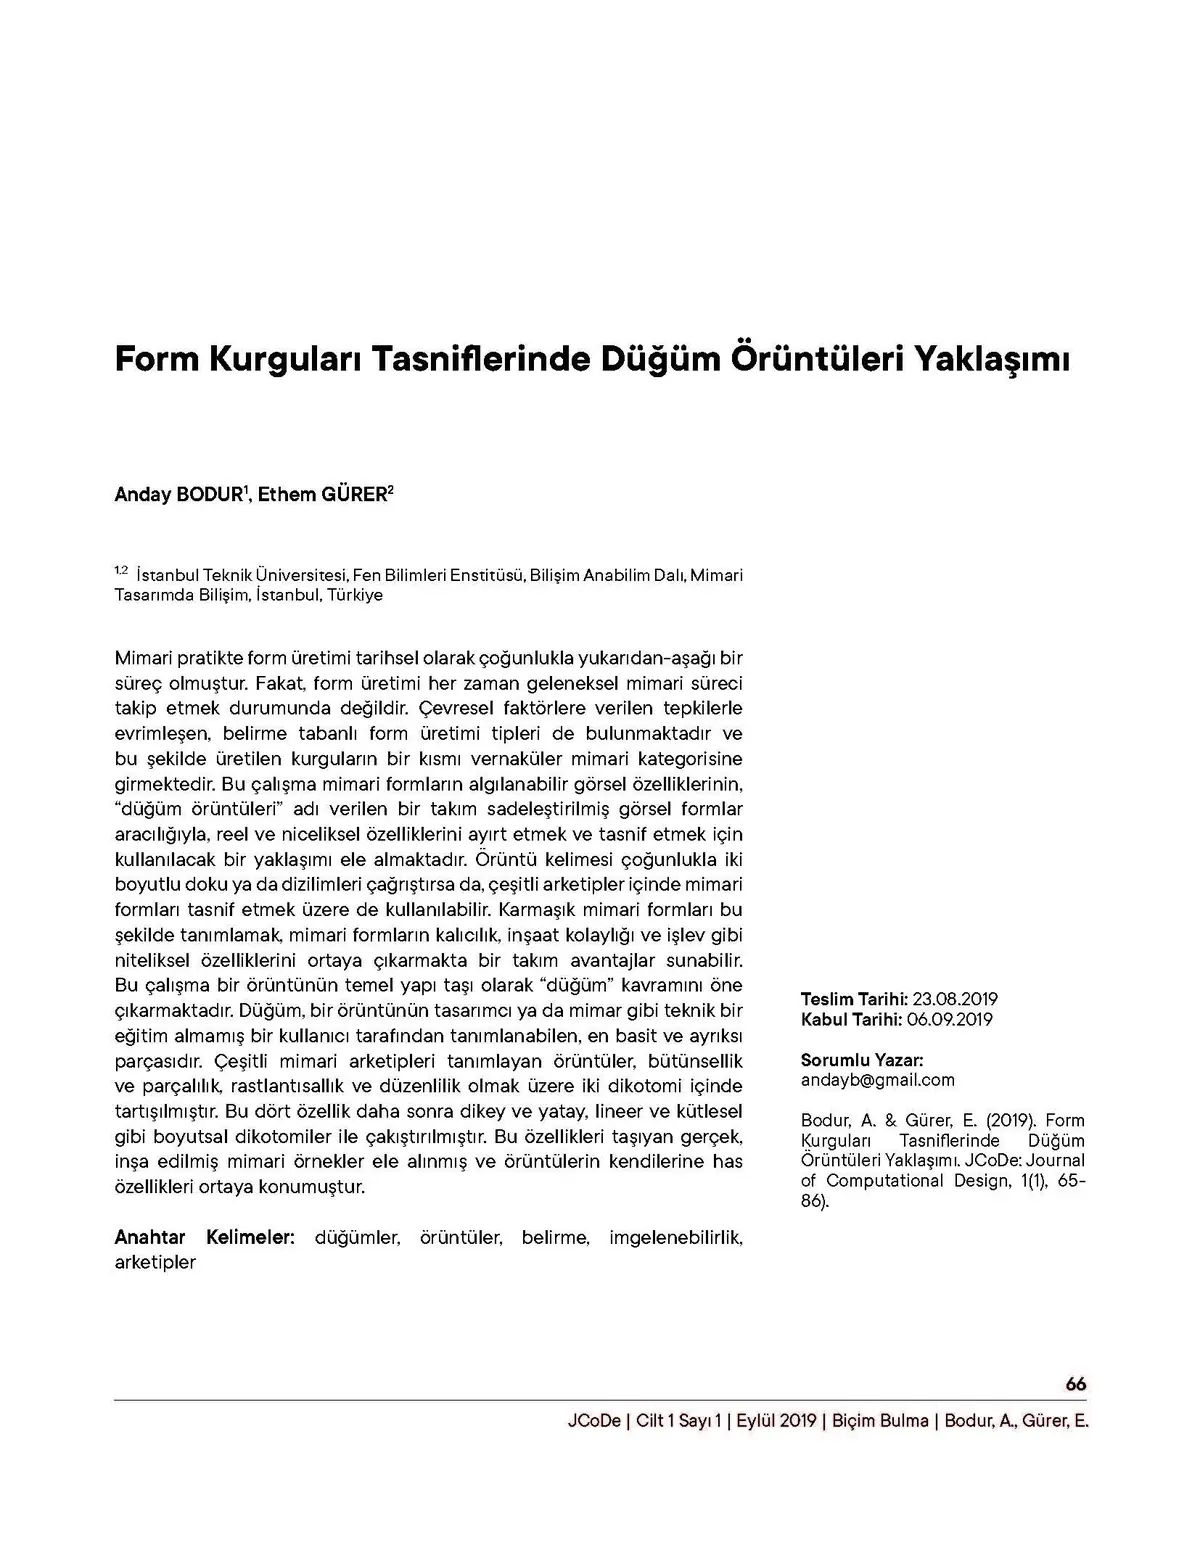 Form Kurguları Tasniflerinde Düğüm Örüntüleri Yaklaşımı
Anday BODUR¹, Ethem GÜRER²
¹,² İstanbul Teknik Üniversitesi, Fen Bilimleri Enstitüsü, Bilişim Anabilim Dalı, Mimari
Tasarımda Bilişim, İstanbul, Türkiye
Mimari pratikte form üretimi tarihsel olarak çoğunlukla yukarıdan-aşağı bir
süreç olmuştur. Fakat, form üretimi her zaman geleneksel mimari süreci
takip etmek durumunda değildir. Çevresel faktörlere verilen tepkilerle
evrimleşen, belirme tabanlı form üretimi tipleri de bulunmaktadır ve
bu şekilde üretilen kurguların bir kısmı vernaküler mimari kategorisine
girmektedir. Bu çalışma mimari formların algılanabilir görsel özelliklerinin,
“düğüm örüntüleri” adı verilen bir takım sadeleştirilmiş görsel formlar
aracılığıyla, reel ve niceliksel özelliklerini ayırt etmek ve tasnif etmek için
kullanılacak bir yaklaşımı ele almaktadır. Örüntü kelimesi çoğunlukla iki
boyutlu doku ya da dizilimleri çağrıştırsa da, çeşitli arketipler içinde mimari
formları tasnif etmek üzere de kullanılabilir. Karmaşık mimari formları bu
şekilde tanımlamak, mimari formların kalıcılık, inşaat kolaylığı ve işlev gibi
niteliksel özelliklerini ortaya çıkarmakta bir takım avantajlar sunabilir.
Bu çalışma bir örüntünün temel yapı taşı olarak “düğüm” kavramını öne
çıkarmaktadır. Düğüm, bir örüntünün tasarımcı ya da mimar gibi teknik bir
eğitim almamış bir kullanıcı tarafından tanımlanabilen, en basit ve ayrıksı
parçasıdır. Çeşitli mimari arketipleri tanımlayan örüntüler, bütünsellik
ve parçalılık, rastlantısallık ve düzenlilik olmak üzere iki dikotomi içinde
tartışılmıştır. Bu dört özellik daha sonra dikey ve yatay, lineer ve kütlesel
gibi boyutsal dikotomiler ile çakıştırılmıştır. Bu özellikleri taşıyan gerçek,
inşa edilmiş mimari örnekler ele alınmış ve örüntülerin kendilerine has
özellikleri ortaya konumuştur.
Anahtar Kelimeler: düğümler, örüntüler, belirme, imgelenebilirlik,
arketipler
Teslim Tarihi: 23.08.2019
Kabul Tarihi: 06.09.2019
Sorumlu Yazar:
andayb@gmail.com
Bodur, A. & Gürer, E. (2019). Form
Kurguları Tasniflerinde Düğüm
Örüntüleri Yaklaşımı. JCoDe: Journal
of Computational Design, 1(1), 65-
86).
66
JCoDe | Cilt 1 Sayı 1 | Eylül 2019 | Biçim Bulma | Bodur, A., Gürer, E.